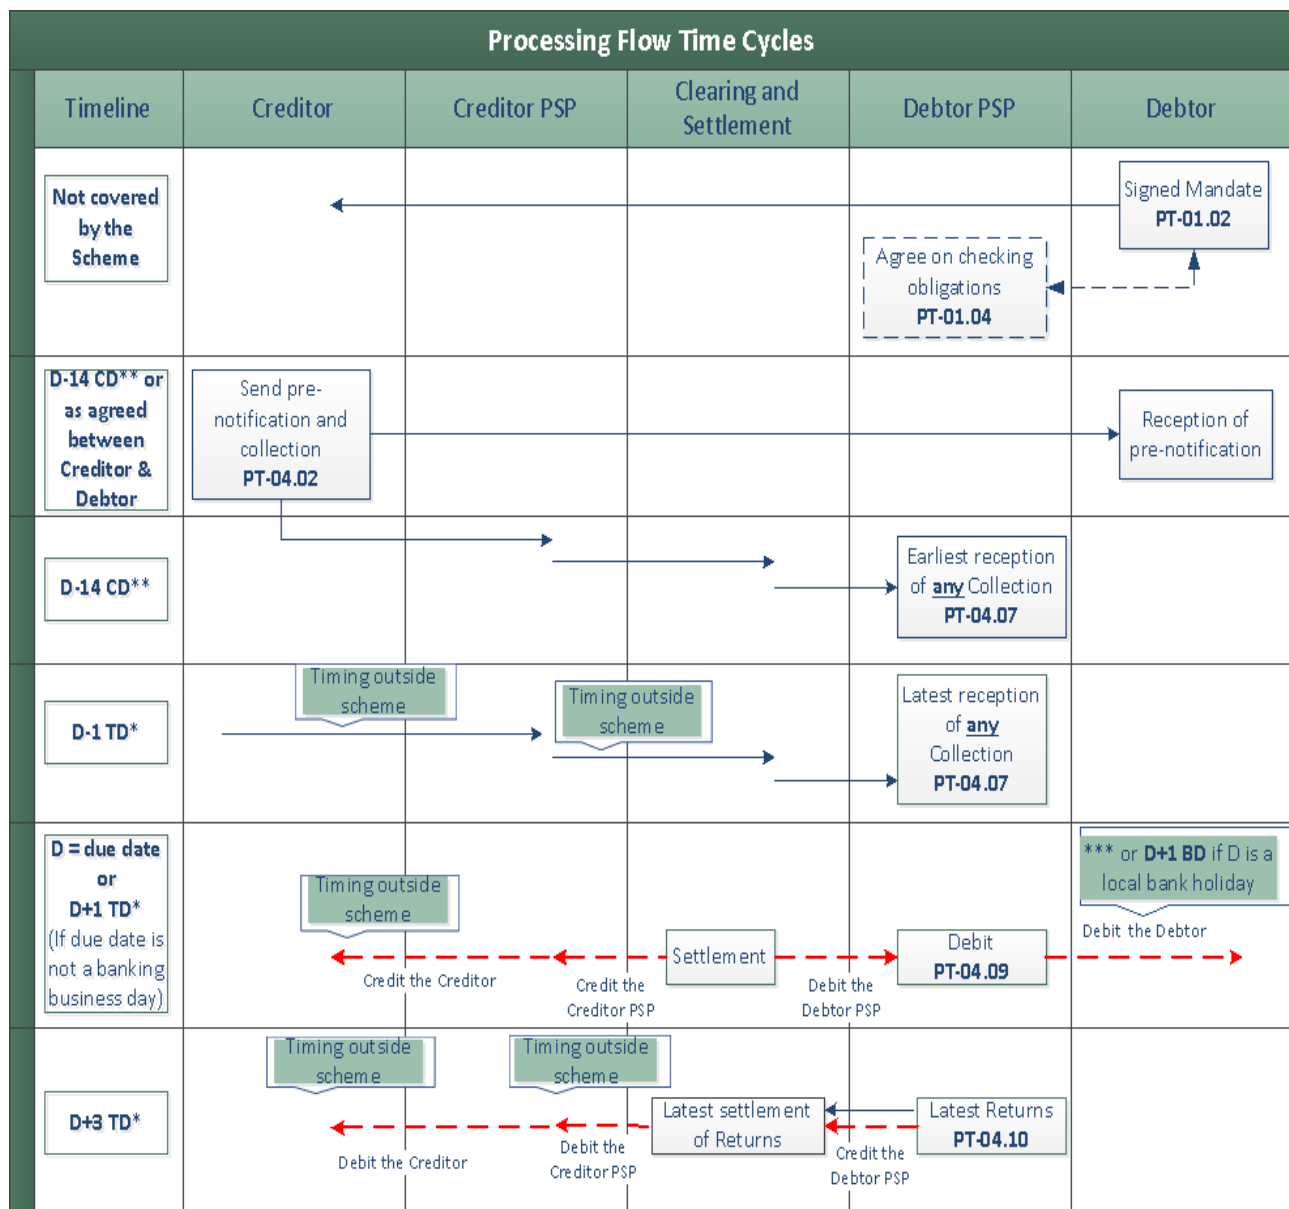 Processing Flow Time Cycles
Timeline
Creditor
Creditor PSP
Clearing and
Settlement
Debtor PSP
Debtor
Not covered
by the
Scheme
Signed Mandate
PT-01.02
Agree on checking
obligations
PT-01.04
D-14 CD** or
as agreed
between
Creditor &
Debtor
Send pre-
notification and
collection
PT-04.02
Reception of
pre-notification
D-14 CD**
Earliest reception
of any Collection
PT-04.07
D-1 TD*
Timing outside
scheme
Timing outside
scheme
Latest reception
of any
Collection
PT-04.07
D = due date
or
D+1 TD*
(If due date is
not a banking
business day)
Timing outside
scheme
Credit the Creditor
Credit the
Creditor PSP
Settlement
Debit the
Debtor PSP
Debit
PT-04.09
*** or D+1 BD if D is a
local bank holiday
Debit the Debtor
D+3 TD*
Timing outside
scheme
Timing outside
scheme
Debit the Creditor
Debit the
Creditor PSP
Latest settlement
of Returns
Credit the
Debtor PSP
Latest Returns
PT-04.10